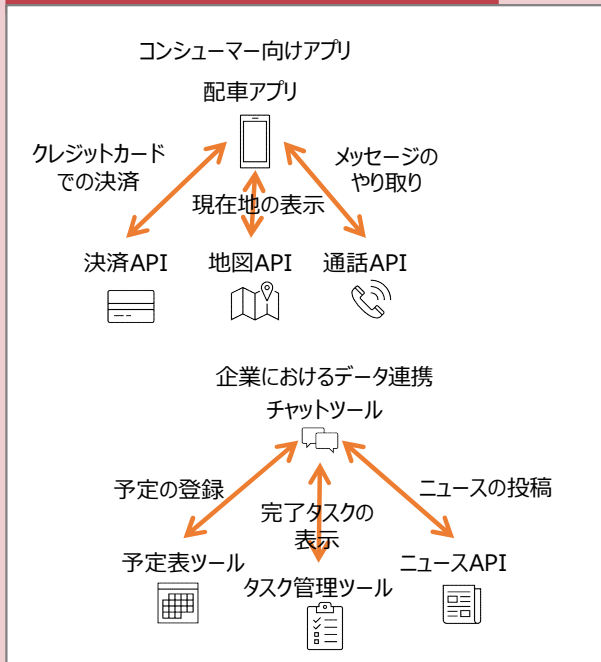 コンシューマー向けアプリ
配車アプリ
クレジットカード
での決済
メッセージの
やり取り
現在地の表示
決済API
地図API
通話API
企業におけるデータ連携
チャットツール
予定の登録
ニュースの投稿
完了タスクの
表示
予定表ツール
ニュースAPI
タスク管理ツール